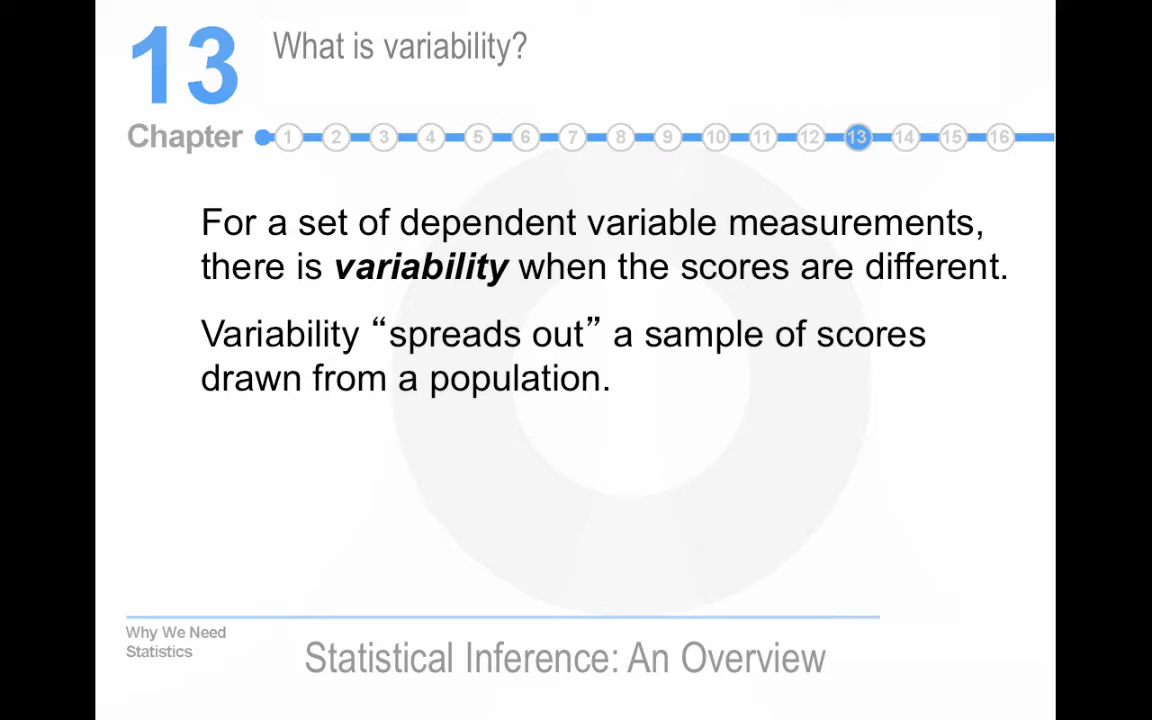 13
What is variability?
Chapter
1 2 3 4 5 6 7 8 9 10 11 12 13 14 15 16
For a set of dependent variable measurements,
there is variability when the scores are different.
Variability “spreads out” a sample of scores
drawn from a population.
Why We Need
Statistics
Statistical Inference: An Overview